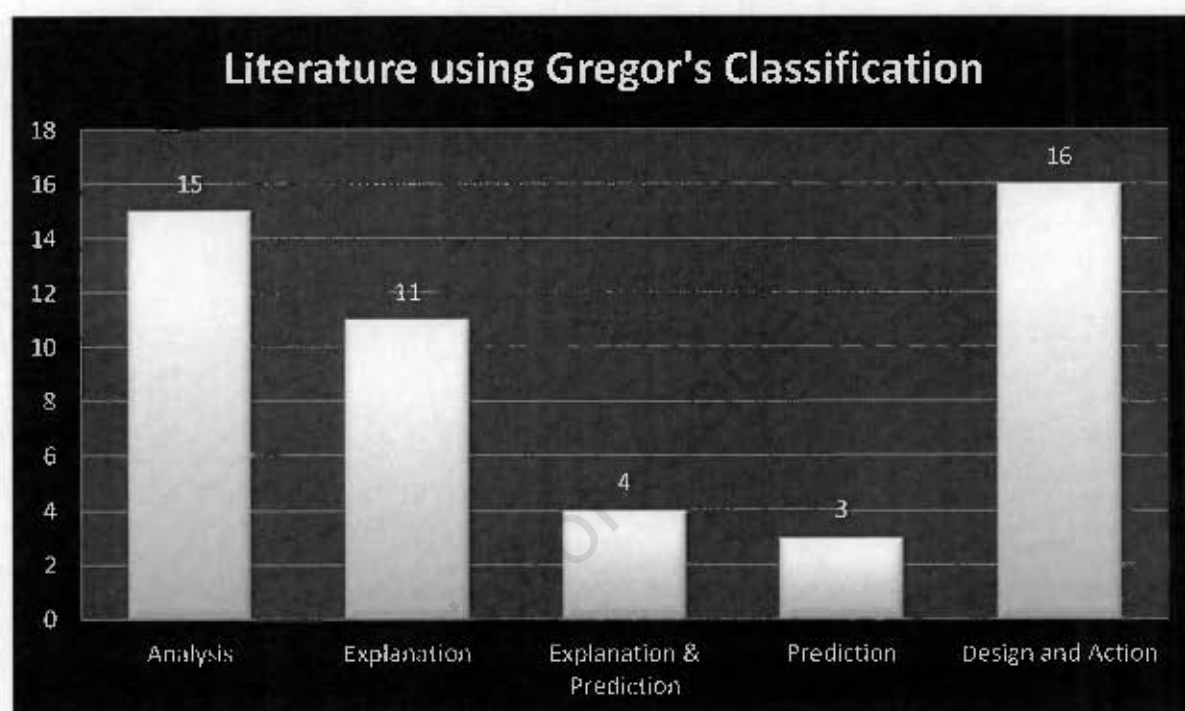 Literature using Gregor's Classification
18
16
14
12
10
8
6
4
2
0
15
11
4
3
16
Analysis
Explanation
Explanation &
Prediction
Prediction
Design and Action